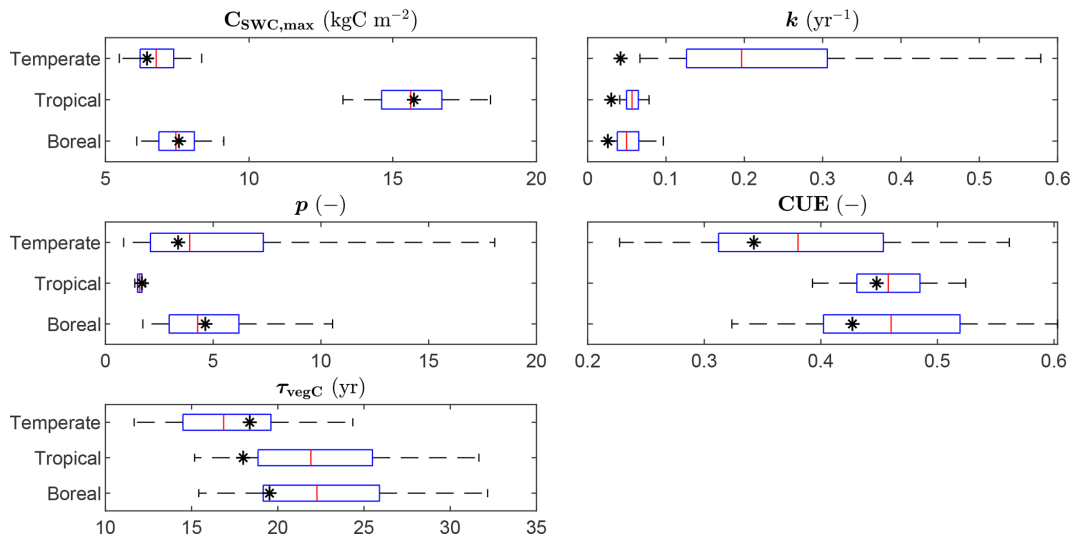 C_SWC,max (kgC m⁻²)
Temperate
Tropical
Boreal
5 10 15 20
k (yr⁻¹)
0 0.1 0.2 0.3 0.4 0.5 0.6
p (−)
Temperate
Tropical
Boreal
0 5 10 15 20
CUE (−)
0.2 0.3 0.4 0.5 0.6
τ_vegC (yr)
Temperate
Tropical
Boreal
10 15 20 25 30 35